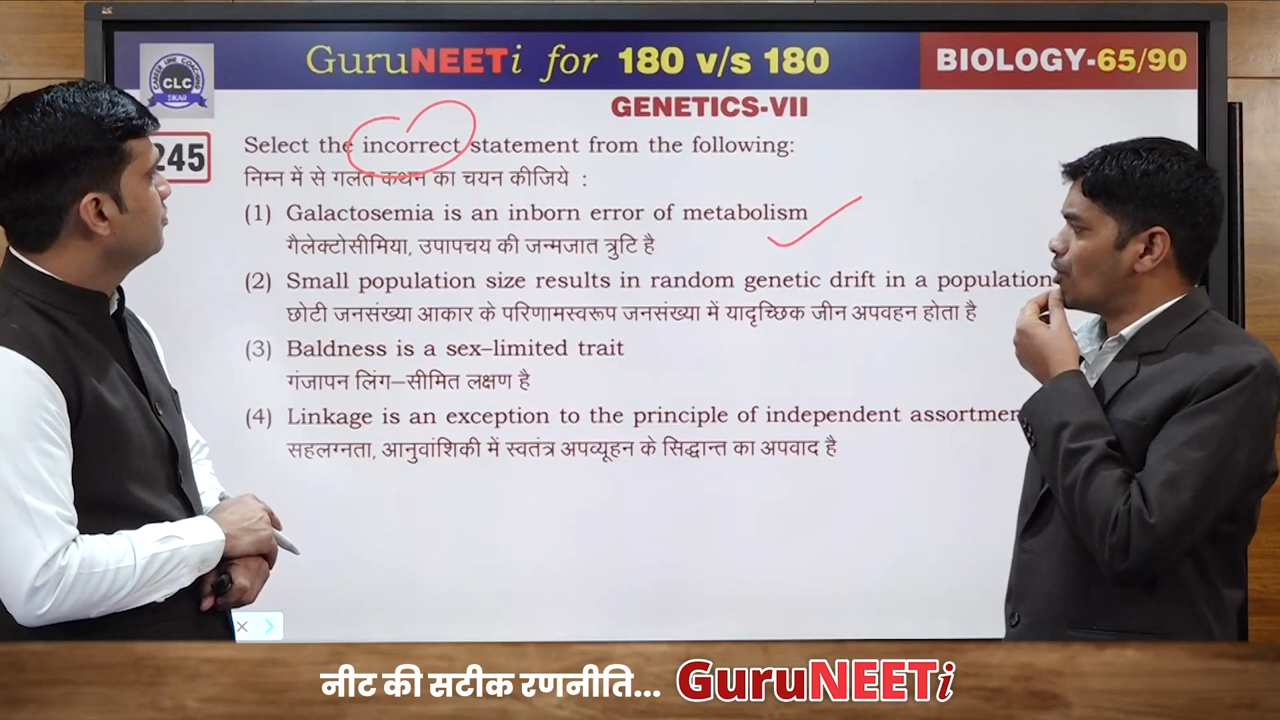 GuruNEETi for 180 v/s 180
BIOLOGY-65/90
CLC
SIKAR
GENETICS-VII
245
Select the incorrect statement from the following:
निम्न में से गलत कथन का चयन कीजिये :
(1) Galactosemia is an inborn error of metabolism
गैलेक्टोसीमिया, उपापचय की जन्मजात त्रुटि है
(2) Small population size results in random genetic drift in a population
छोटी जनसंख्या आकार के परिणामस्वरूप जनसंख्या में यादृच्छिक जीन अपवहन होता है
(3) Baldness is a sex–limited trait
गंजापन लिंग–सीमित लक्षण है
(4) Linkage is an exception to the principle of independent
सहलग्नता, आनुवांशिकी में स्वतंत्र अपव्यूहन के सिद्धान्त का अपवाद है
नीट की सटीक रणनीति... GuruNEETi